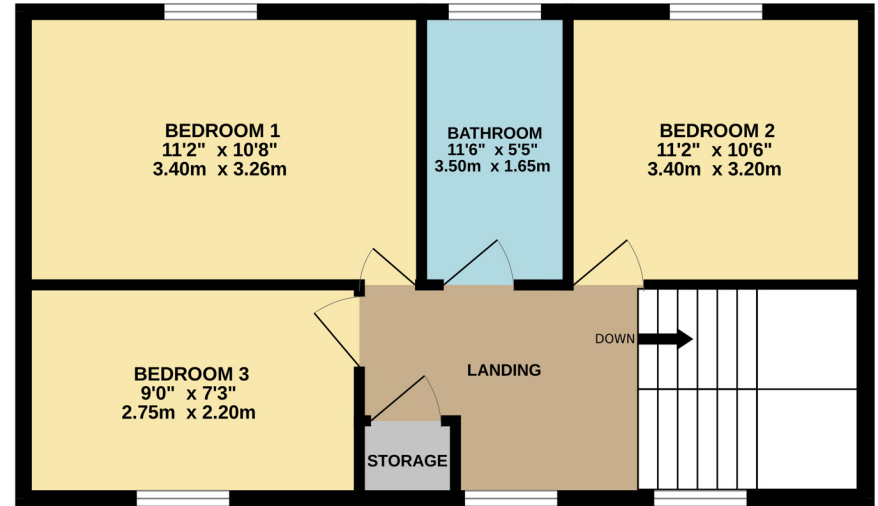 BEDROOM 1
11'2" x 10'8"
3.40m x 3.26m
BATHROOM
11'6" x 5'5"
3.50m x 1.65m
BEDROOM 2
11'2" x 10'6"
3.40m x 3.20m
DOWN
LANDING
BEDROOM 3
9'0" x 7'3"
2.75m x 2.20m
STORAGE